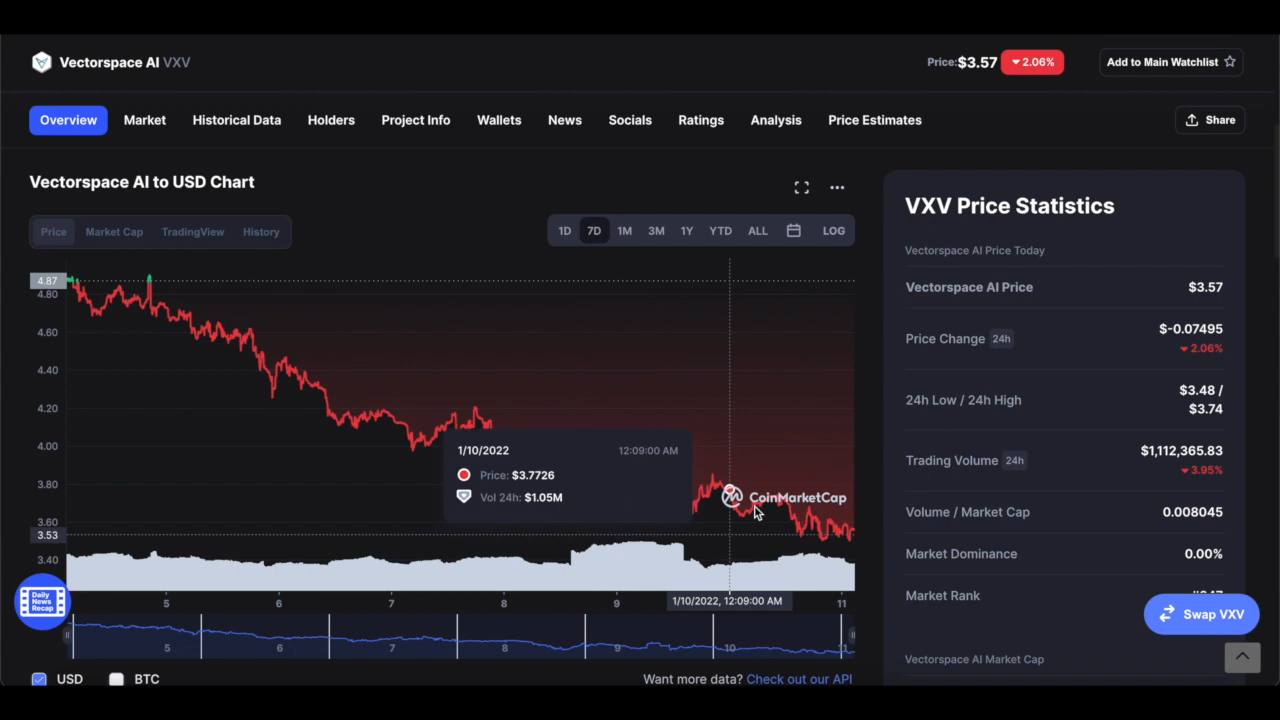 Vectorspace AI VXV
Price:$3.57 2.06%
Add to Main Watchlist
Overview Market Historical Data Holders Project Info Wallets News Socials Ratings Analysis Price Estimates
Share
Vectorspace AI to USD Chart
Price Market Cap TradingView History
1D 7D 1M 3M 1Y YTD ALL LOG
4.87
4.80
4.60
4.40
4.20
4.00
3.80
3.60
3.53
3.40
1/10/2022 12:09:00 AM
Price: $3.7726
Vol 24h: $1.05M
CoinMarketCap
5 6 7 8 9 11
1/10/2022, 12:09:00 AM
5 6 7 8 9 10 11
Daily
News
Recap
USD BTC
Want more data? Check out our API
VXV Price Statistics
Vectorspace AI Price Today
Vectorspace AI Price $3.57
Price Change 24h $-0.07495
2.06%
24h Low / 24h High $3.48 /
$3.74
Trading Volume 24h $1,112,365.83
3.95%
Volume / Market Cap 0.008045
Market Dominance 0.00%
Market Rank
Swap VXV
Vectorspace AI Market Cap